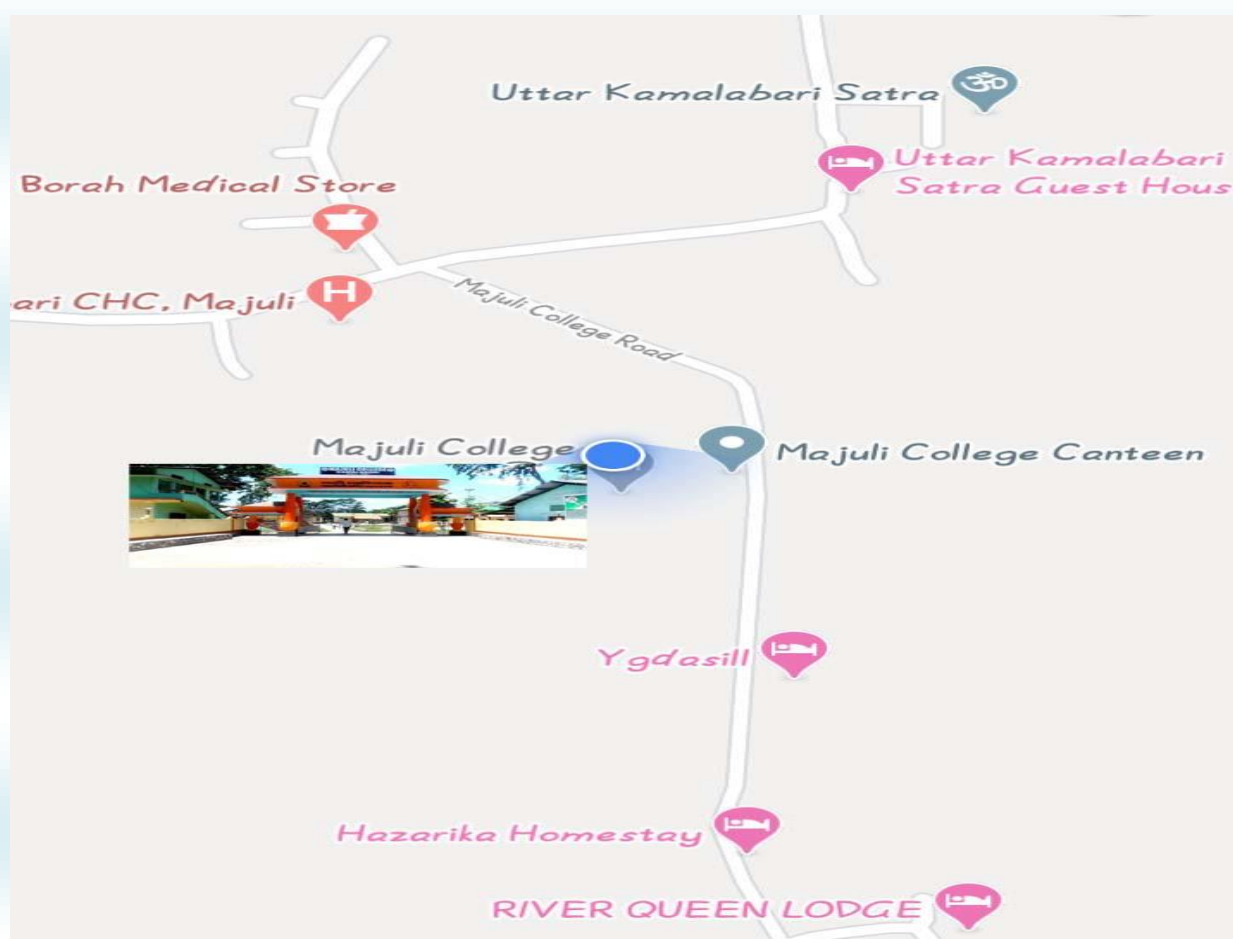 Uttar Kamalabari Satra
Uttar Kamalabari
Satra Guest Hous
Borah Medical Store
ari CHC, Majuli
Majuli College Road
Majuli College
Majuli College Canteen
Ygdasill
Hazarika Homestay
RIVER QUEEN LODGE